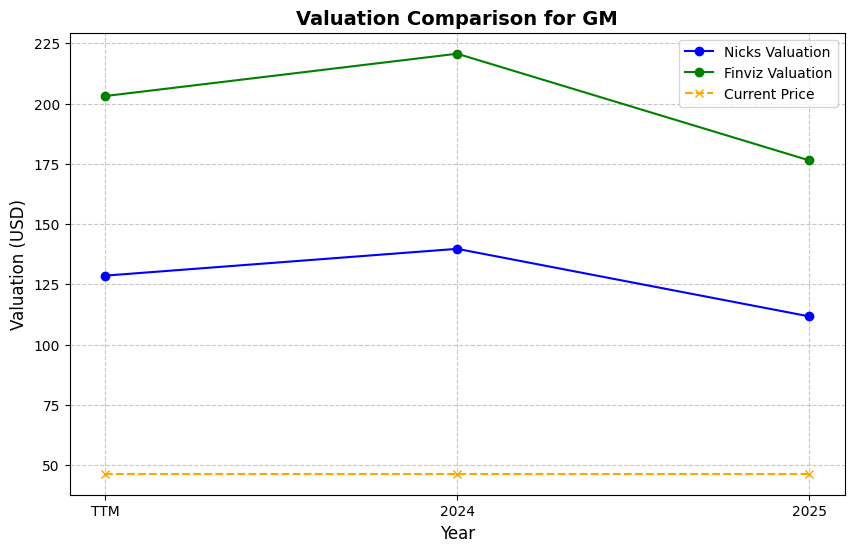 Valuation Comparison for GM
Nicks Valuation
Finviz Valuation
Current Price
Valuation (USD)
225
200
175
150
125
100
75
50
TTM
2024
2025
Year